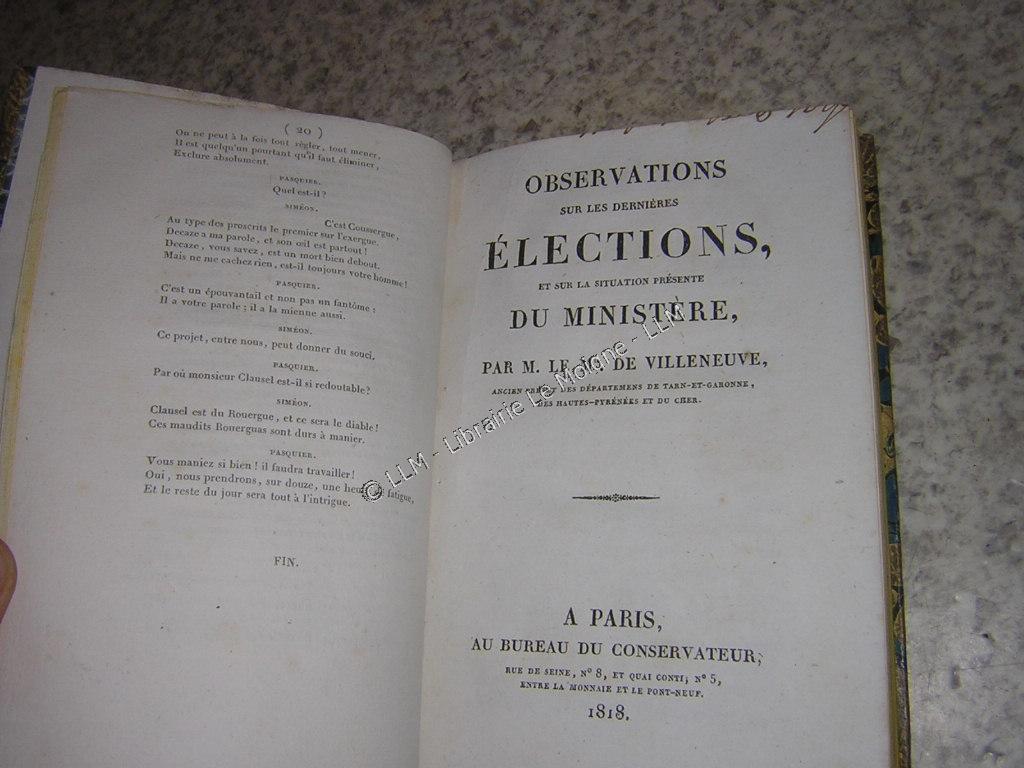 ( 20 )
On ne peut à la fois tout régler, tout mener,
Il est quelqu'un pourtant qu'il faut éliminer,
Exclure absolument.
PASQUIER.
Quel est-il?
SIMÉON.
C'est Coussergue,
Au type des proscrits le premier sur l'exergue.
Decaze a ma parole, et son œil est partout!
Decaze, vous savez, est un mort bien debout.
Mais ne me cachez rien, est-il toujours votre homme!
PASQUIER.
C'est un épouvantail et non pas un fantôme:
Il a votre parole; il a la mienne aussi.
SIMÉON.
Ce projet, entre nous, peut donner du souci.
PASQUIER.
Par où monsieur Clausel est-il si redoutable?
SIMÉON.
Clausel est du Rouergue, et ce sera le diable!
Ces maudits Rouerguas sont durs à manier.
PASQUIER.
Vous maniez si bien! il faudra travailler!
Oui, nous prendrons, sur douze, une heure de fatigue,
Et le reste du jour sera tout à l'intrigue.
FIN.
OBSERVATIONS
SUR LES DERNIÈRES
ÉLECTIONS,
ET SUR LA SITUATION PRÉSENTE
DU MINISTÈRE,
PAR M. LE DE VILLENEUVE,
ANCIEN PRÉFET DES DÉPARTEMENS DE TARN-ET-GARONNE,
DES HAUTES-PYRÉNÉES ET DU CHER.
A PARIS,
AU BUREAU DU CONSERVATEUR,
RUE DE SEINE, Nº 8, ET QUAI CONTI, Nº 5,
ENTRE LA MONNAIE ET LE PONT-NEUF.
1818.
© LLM - Librairie Le Moigne - LLM